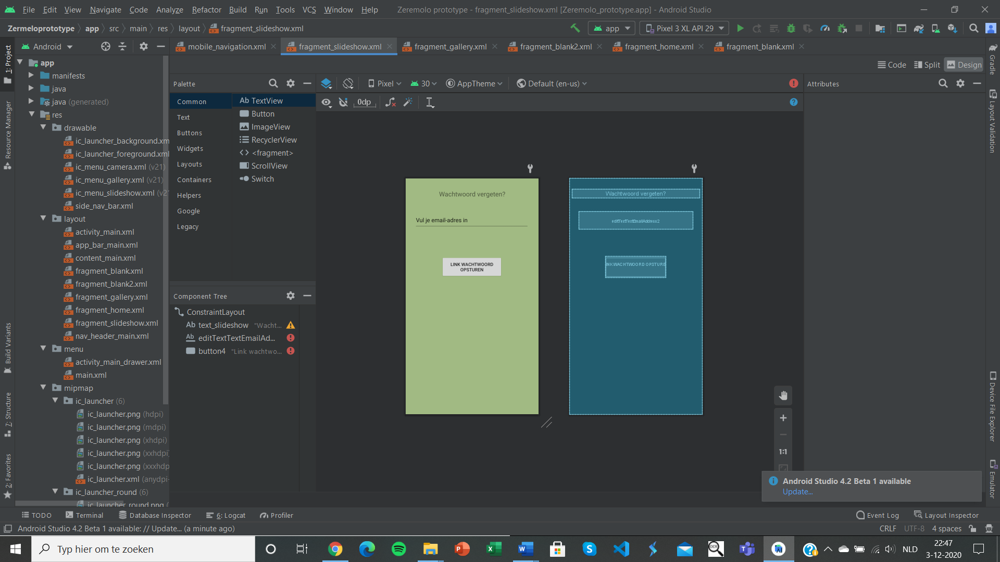 File Edit View Navigate Code Analyze Refactor Build Run Tools VCS Window Help Zeremolo prototype - fragment_slideshow.xml [Zeremolo_prototype.app] - Android Studio
Zermeloprototype app src main res layout fragment_slideshow.xml app Pixel 3 XL API 29
1: Project
Resource Manager
Build Variants
7: Structure
2: Favorites
Android
app
manifests
java
java (generated)
res
drawable
ic_launcher_background.xm
ic_launcher_foreground.xml
ic_menu_camera.xml (v21)
ic_menu_gallery.xml (v21)
ic_menu_slideshow.xml (v21
side_nav_bar.xml
layout
activity_main.xml
app_bar_main.xml
content_main.xml
fragment_blank.xml
fragment_blank2.xml
fragment_gallery.xml
fragment_home.xml
fragment_slideshow.xml
nav_header_main.xml
menu
activity_main_drawer.xml
main.xml
mipmap
ic_launcher (6)
ic_launcher.png (hdpi)
ic_launcher.png (mdpi)
ic_launcher.png (xhdpi)
ic_launcher.png (xxhdpi)
ic_launcher.png (xxxhdp
ic_launcher.xml (anydpi-
ic_launcher_round (6)
ic_launcher_round.png (
mobile_navigation.xml fragment_slideshow.xml fragment_gallery.xml fragment_blank2.xml fragment_home.xml fragment_blank.xml
Code Split Design
Palette
Common
Text
Buttons
Widgets
Layouts
Containers
Helpers
Google
Legacy
Ab TextView
Button
ImageView
RecyclerView
<fragment>
ScrollView
Switch
Component Tree
ConstraintLayout
Ab text_slideshow "Wacht...
Ab editTextTextEmailAd...
button4 "Link wachtwo...
Pixel 30 AppTheme Default (en-us)
0dp
Wachtwoord vergeten?
Vul je email-adres in
LINK WACHTWOORD
OPSTUREN
Wachtwoord vergeten?
editTextTextEmailAddress2
INK WACHTWOORD OPSTURE
1:1
Attributes
Gradle
Layout Validation
Device File Explorer
Emulator
Android Studio 4.2 Beta 1 available
Update...
TODO Terminal Database Inspector 6: Logcat Profiler Event Log Layout Inspector
Android Studio 4.2 Beta 1 available: // Update... (a minute ago) CRLF UTF-8 4 spaces
Typ hier om te zoeken
NLD
22:47
3-12-2020